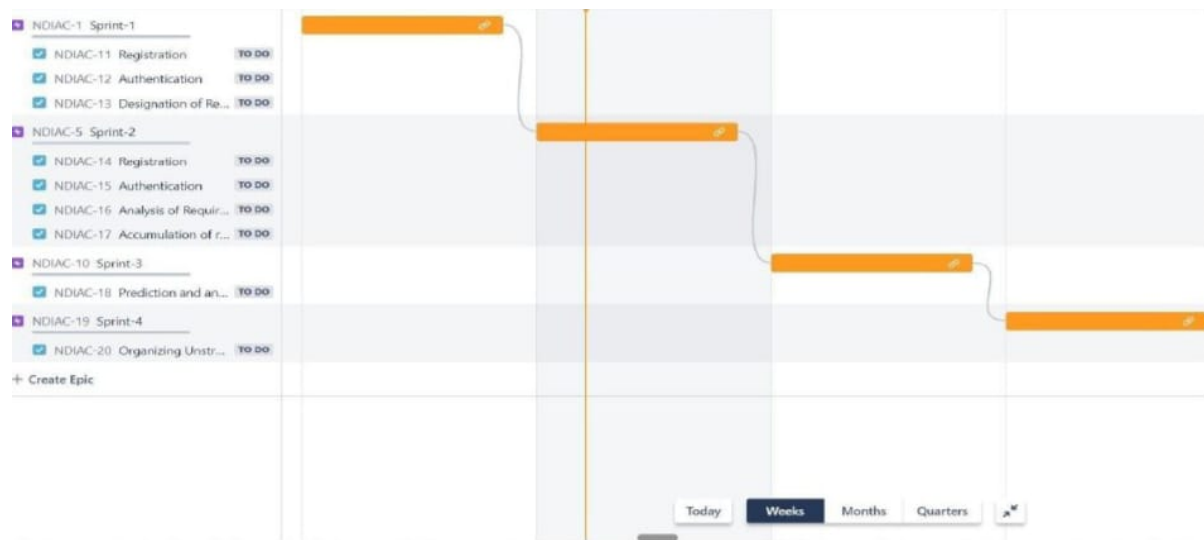 NDIAC-1 Sprint-1
NDIAC-11 Registration TO DO
NDIAC-12 Authentication TO DO
NDIAC-13 Designation of Re... TO DO
NDIAC-5 Sprint-2
NDIAC-14 Registration TO DO
NDIAC-15 Authentication TO DO
NDIAC-16 Analysis of Requir... TO DO
NDIAC-17 Accumulation of r... TO DO
NDIAC-10 Sprint-3
NDIAC-18 Prediction and an... TO DO
NDIAC-19 Sprint-4
NDIAC-20 Organizing Unstr... TO DO
+ Create Epic
Today Weeks Months Quarters